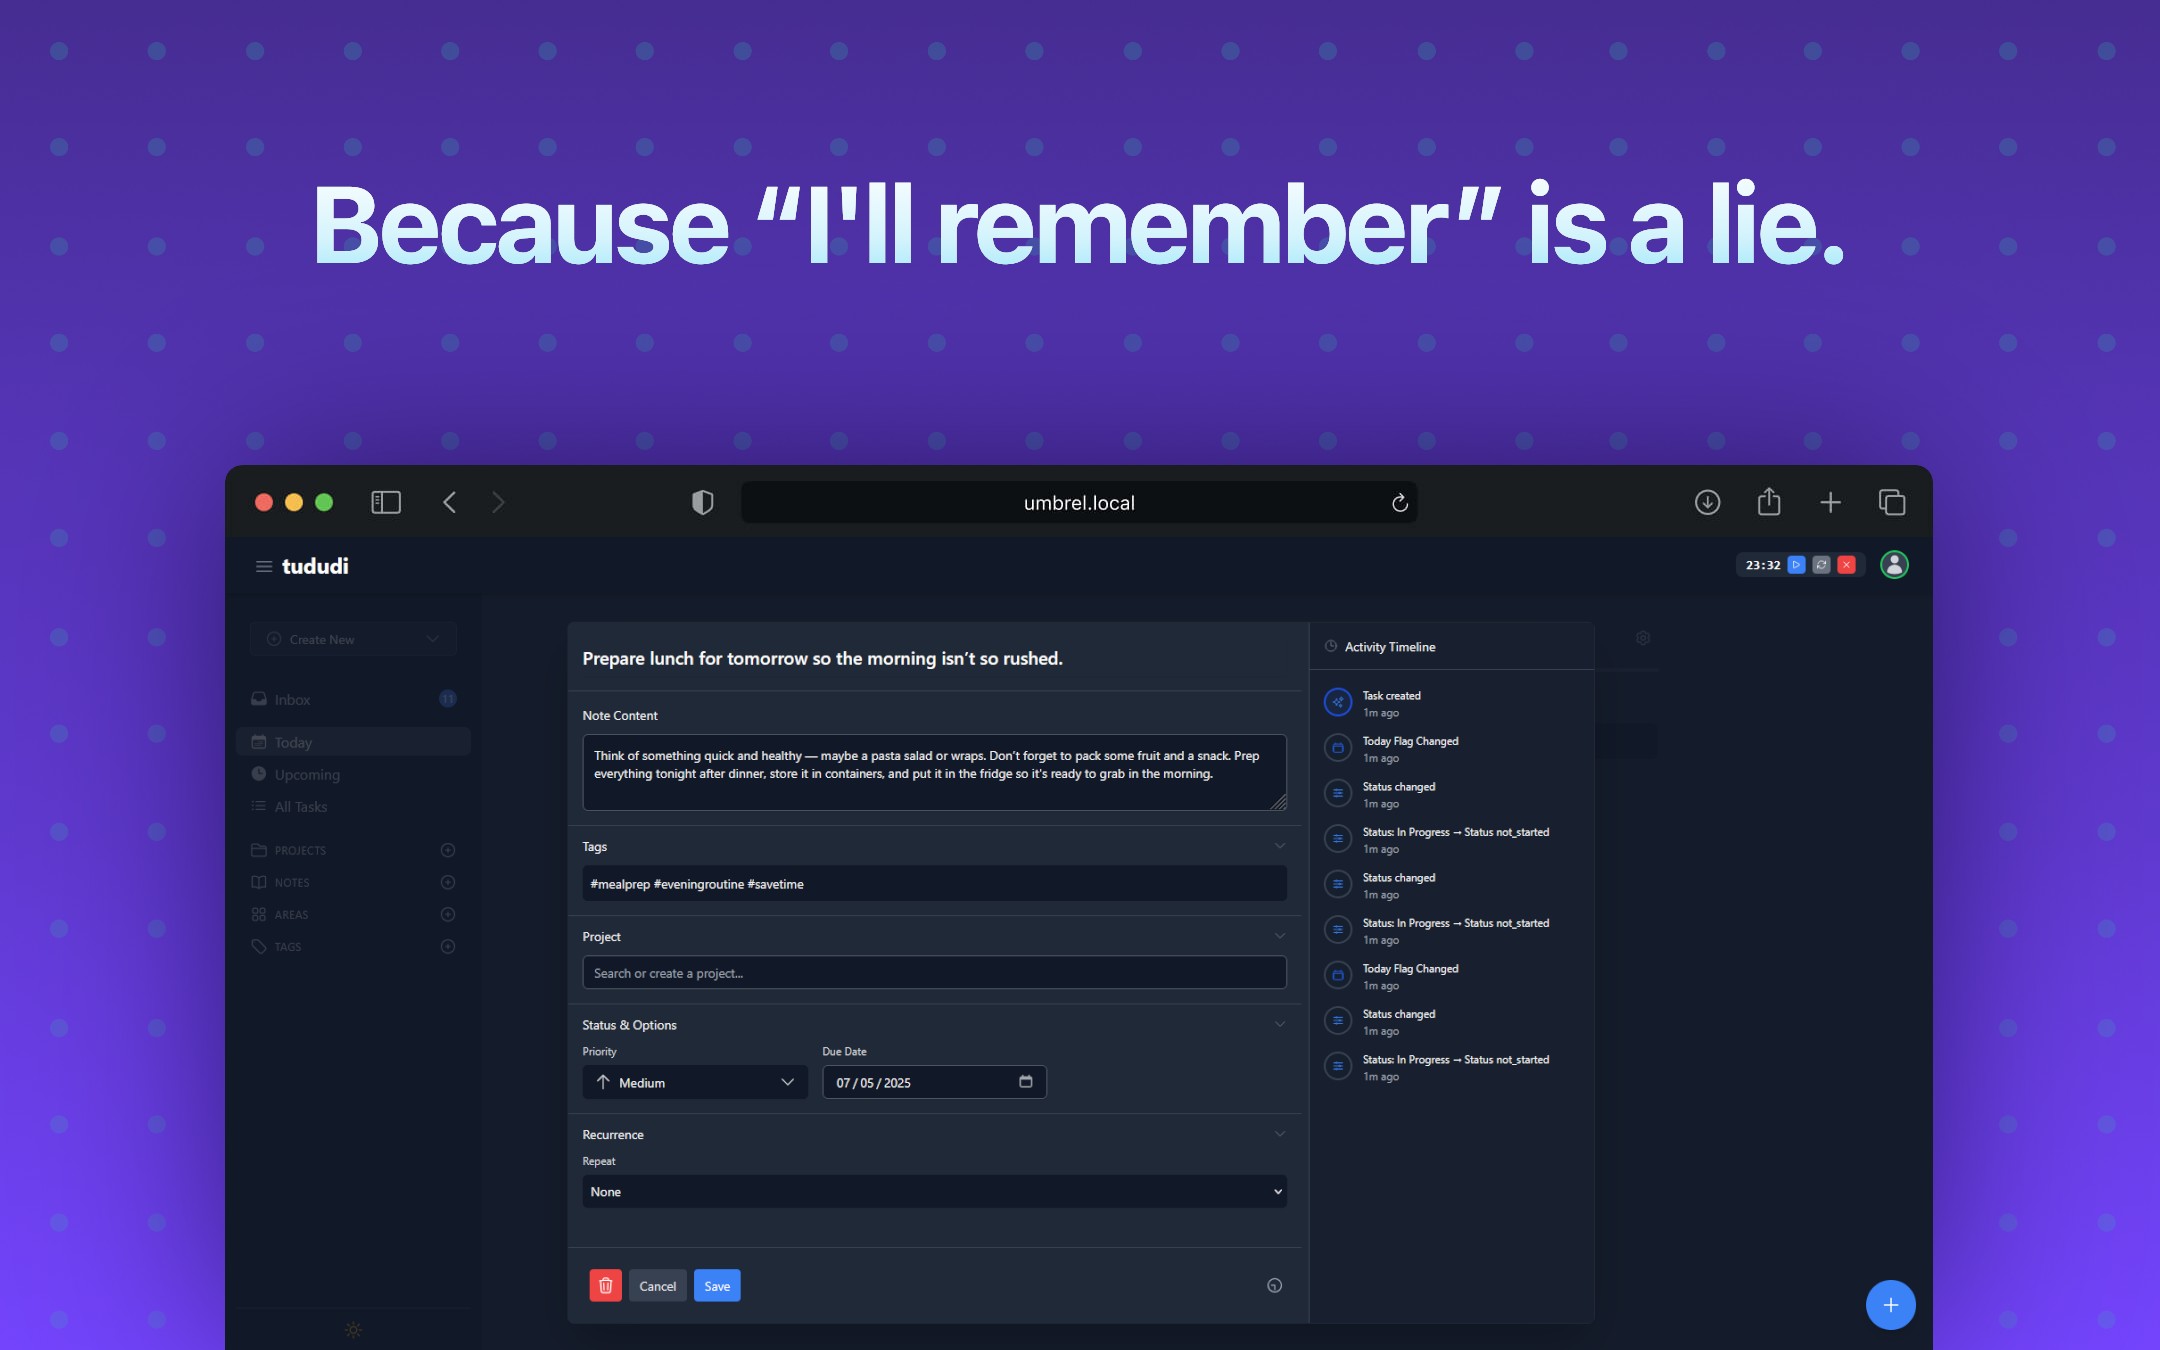 Because “I'll remember” is a lie.
umbrel.local
tududi
23:32
Create New
Inbox
11
Today
Upcoming
All Tasks
PROJECTS
NOTES
AREAS
TAGS
Prepare lunch for tomorrow so the morning isn’t so rushed.
Note Content
Think of something quick and healthy — maybe a pasta salad or wraps. Don’t forget to pack some fruit and a snack. Prep
everything tonight after dinner, store it in containers, and put it in the fridge so it’s ready to grab in the morning.
Tags
#mealprep #eveningroutine #savetime
Project
Search or create a project...
Status & Options
Priority
Due Date
Medium
07 / 05 / 2025
Recurrence
Repeat
None
Cancel
Save
Activity Timeline
Task created
1m ago
Today Flag Changed
1m ago
Status changed
1m ago
Status: In Progress → Status not_started
1m ago
Status changed
1m ago
Status: In Progress → Status not_started
1m ago
Today Flag Changed
1m ago
Status changed
1m ago
Status: In Progress → Status not_started
1m ago